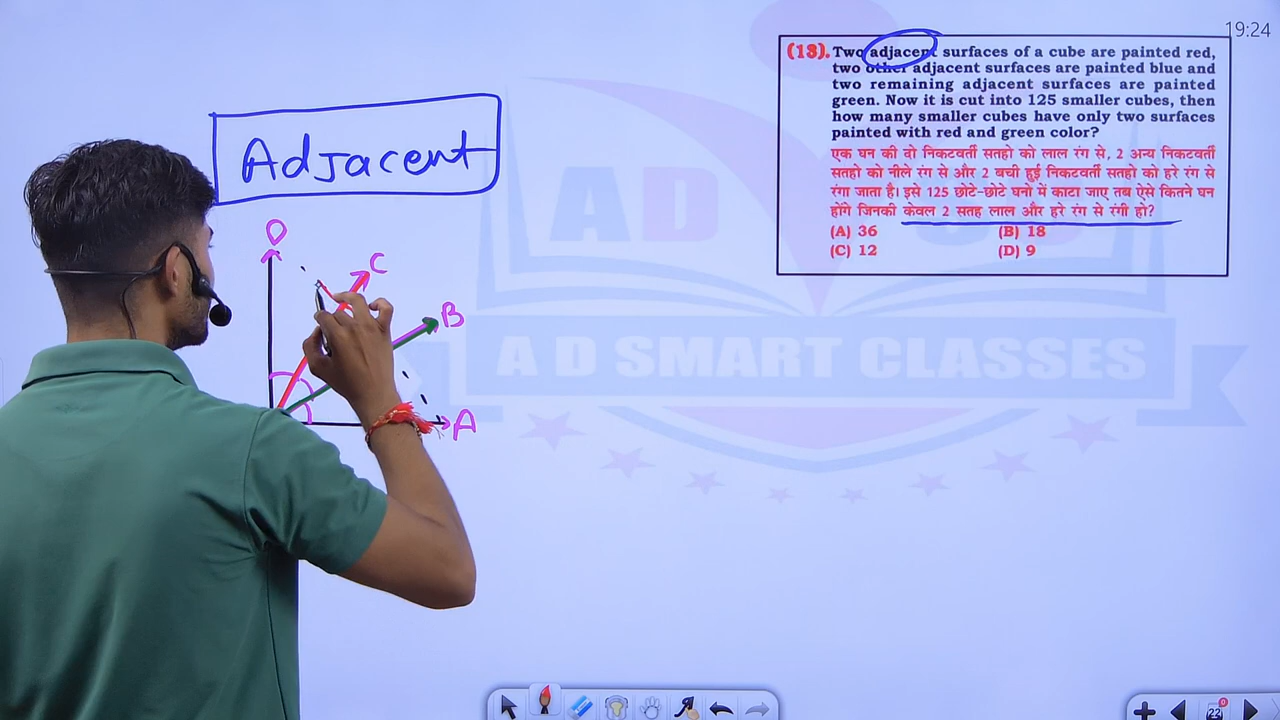 19:24
(13). Two adjacent surfaces of a cube are painted red,
two other adjacent surfaces are painted blue and
two remaining adjacent surfaces are painted
green. Now it is cut into 125 smaller cubes, then
how many smaller cubes have only two surfaces
painted with red and green color?
एक घन की दो निकटवर्ती सतहो को लाल रंग से, 2 अन्य निकटवर्ती
सतहो को नीले रंग से और 2 बची हुई निकटवर्ती सतहो को हरे रंग से
रंगा जाता है। इसे 125 छोटे-छोटे घनो में काटा जाए तब ऐसे कितने घन
होंगे जिनकी केवल 2 सतह लाल और हरे रंग से रंगी हो?
(A) 36 (B) 18
(C) 12 (D) 9
Adjacent
D
C
B
A
AD
A D SMART CLASSES
22